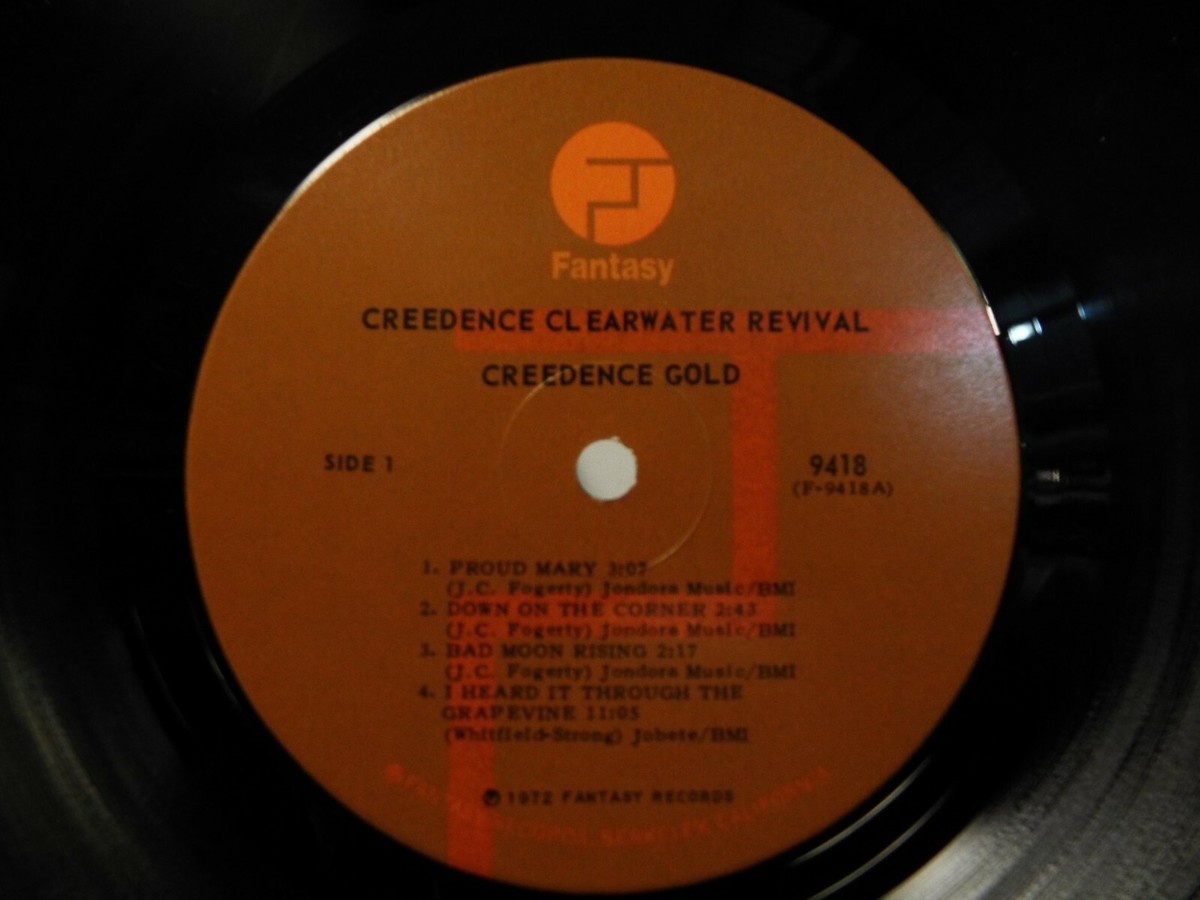 Fantasy
CREEDENCE CLEARWATER REVIVAL
CREEDENCE GOLD
SIDE 1
9418
(F-9418A)
1. PROUD MARY 3:07
(J.C. Fogerty) Jondora Music/BMI
2. DOWN ON THE CORNER 2:43
(J.C. Fogerty) Jondora Music/BMI
3. BAD MOON RISING 2:17
(J.C. Fogerty) Jondora Music/BMI
4. I HEARD IT THROUGH THE
GRAPEVINE 11:05
(Whitfield-Strong) Jobete/BMI
℗ 1972 FANTASY RECORDS
BERKELEY, CALIFORNIA